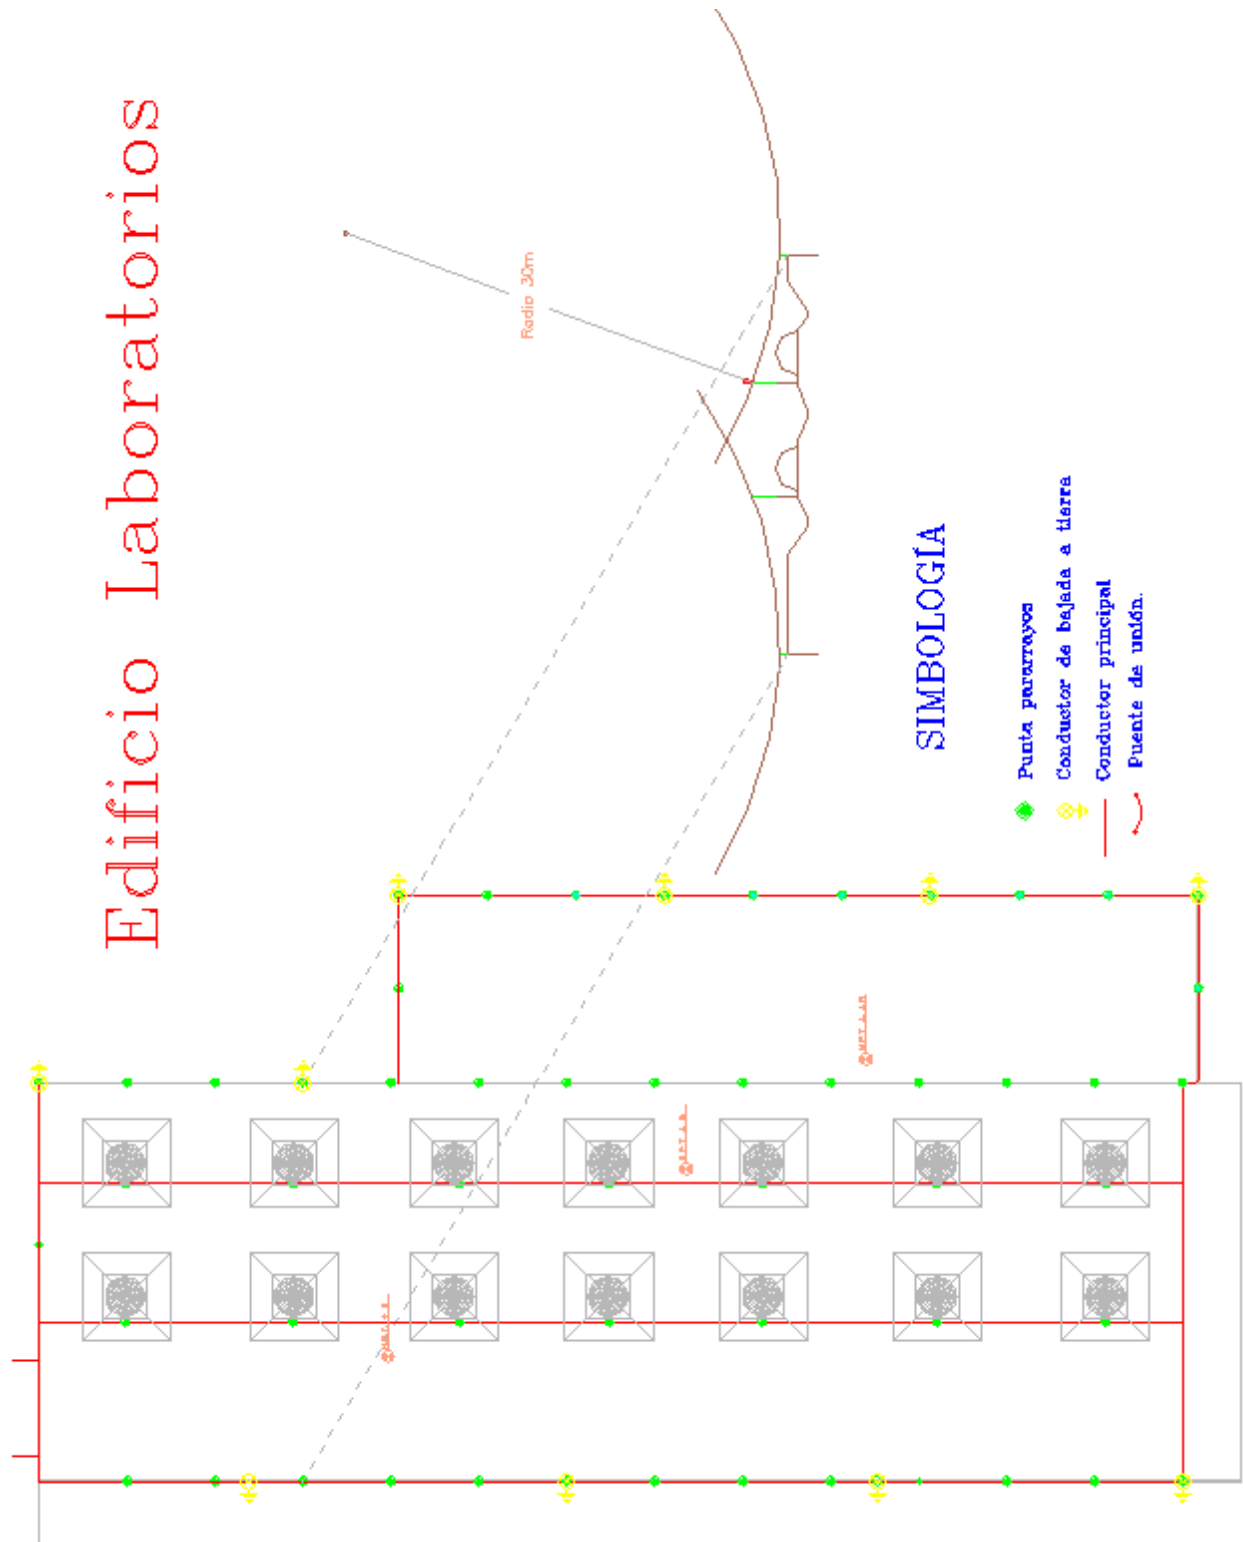 Edificio Laboratorios
Radio 30m
SIMBOLOGÍA
Punta pararrayos
Conductor de bajada a tierra
Conductor principal
Puente de unión.